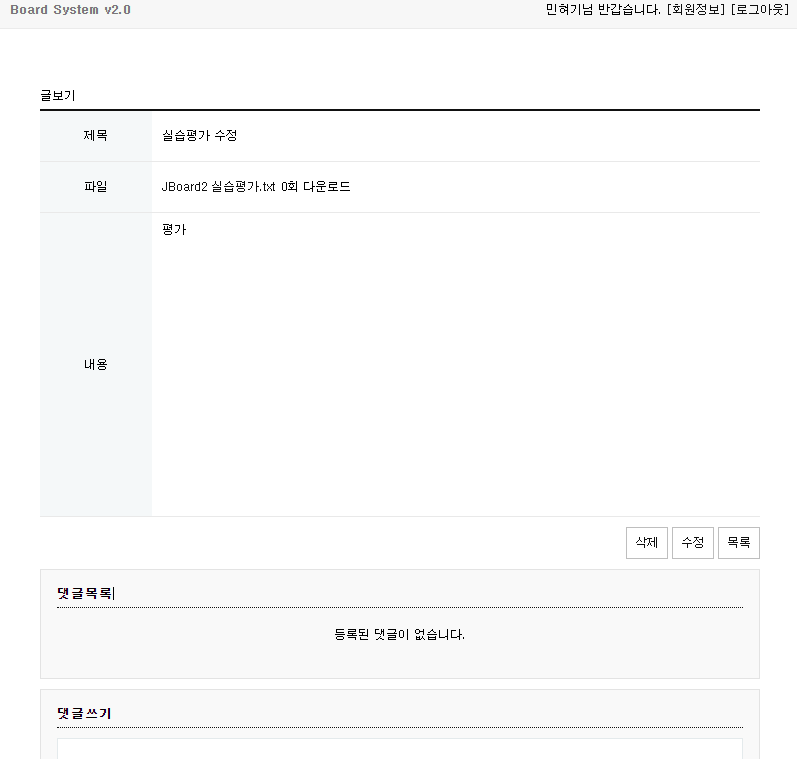 Board System v2.0 민혀기님 반갑습니다. [회원정보] [로그아웃]
글보기
제목 실습평가 수정
파일 JBoard2 실습평가.txt 0회 다운로드
평가
내용
삭제 수정 목록
댓글목록
등록된 댓글이 없습니다.
댓글쓰기